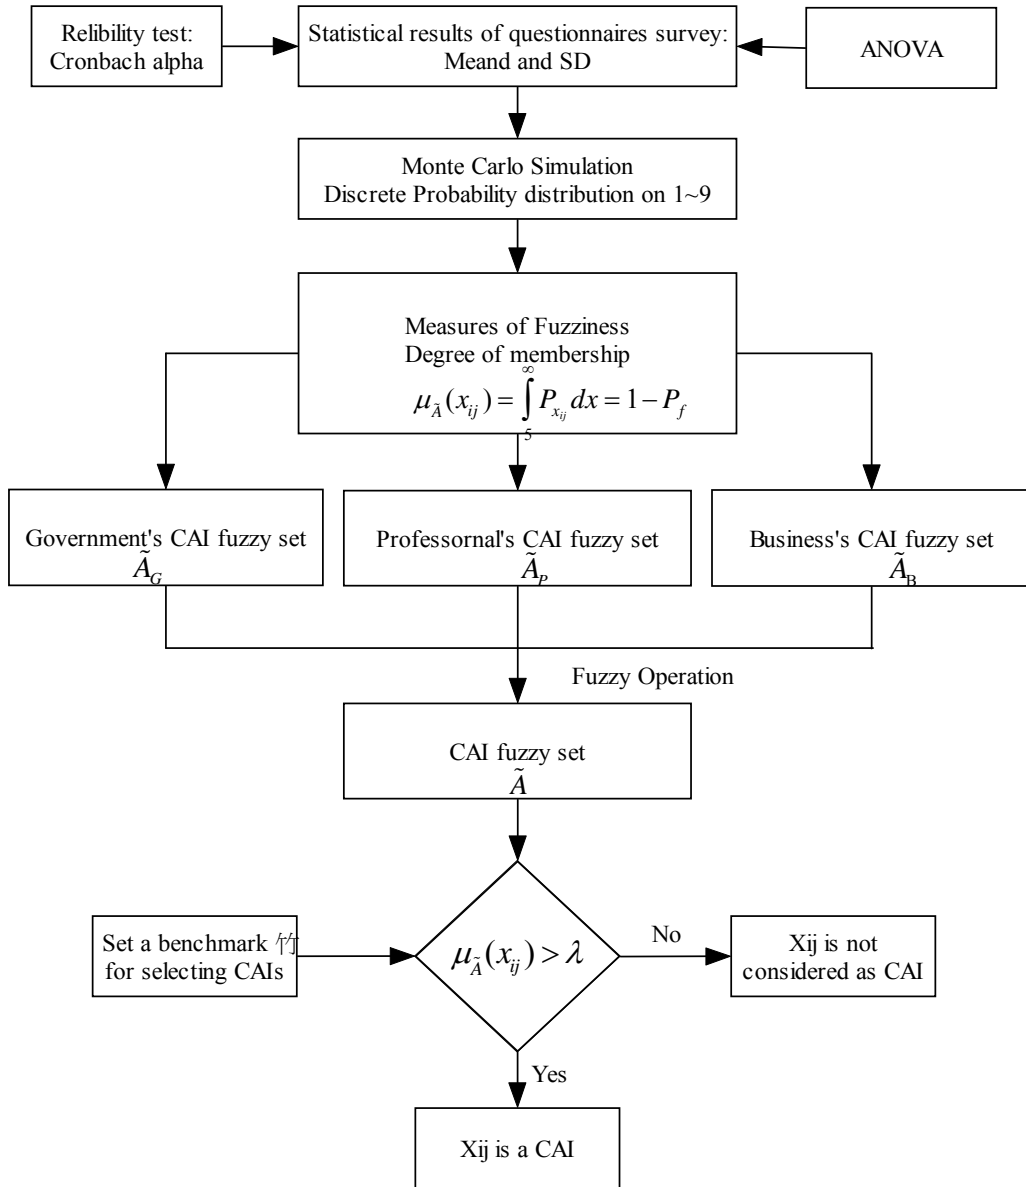 Relibility test:
Cronbach alpha
Statistical results of questionnaires survey:
Meand and SD
ANOVA
Monte Carlo Simulation
Discrete Probability distribution on 1~9
Measures of Fuzziness
Degree of membership
μ_Ã(x_ij) = ∫_5^∞ P_{x_ij} dx = 1 − P_f
Government's CAI fuzzy set
Ã_G
Professornal's CAI fuzzy set
Ã_P
Business's CAI fuzzy set
Ã_B
Fuzzy Operation
CAI fuzzy set
Ã
Set a benchmark
for selecting CAIs
μ_Ã(x_ij) > λ
No
Xij is not
considered as CAI
Yes
Xij is a CAI